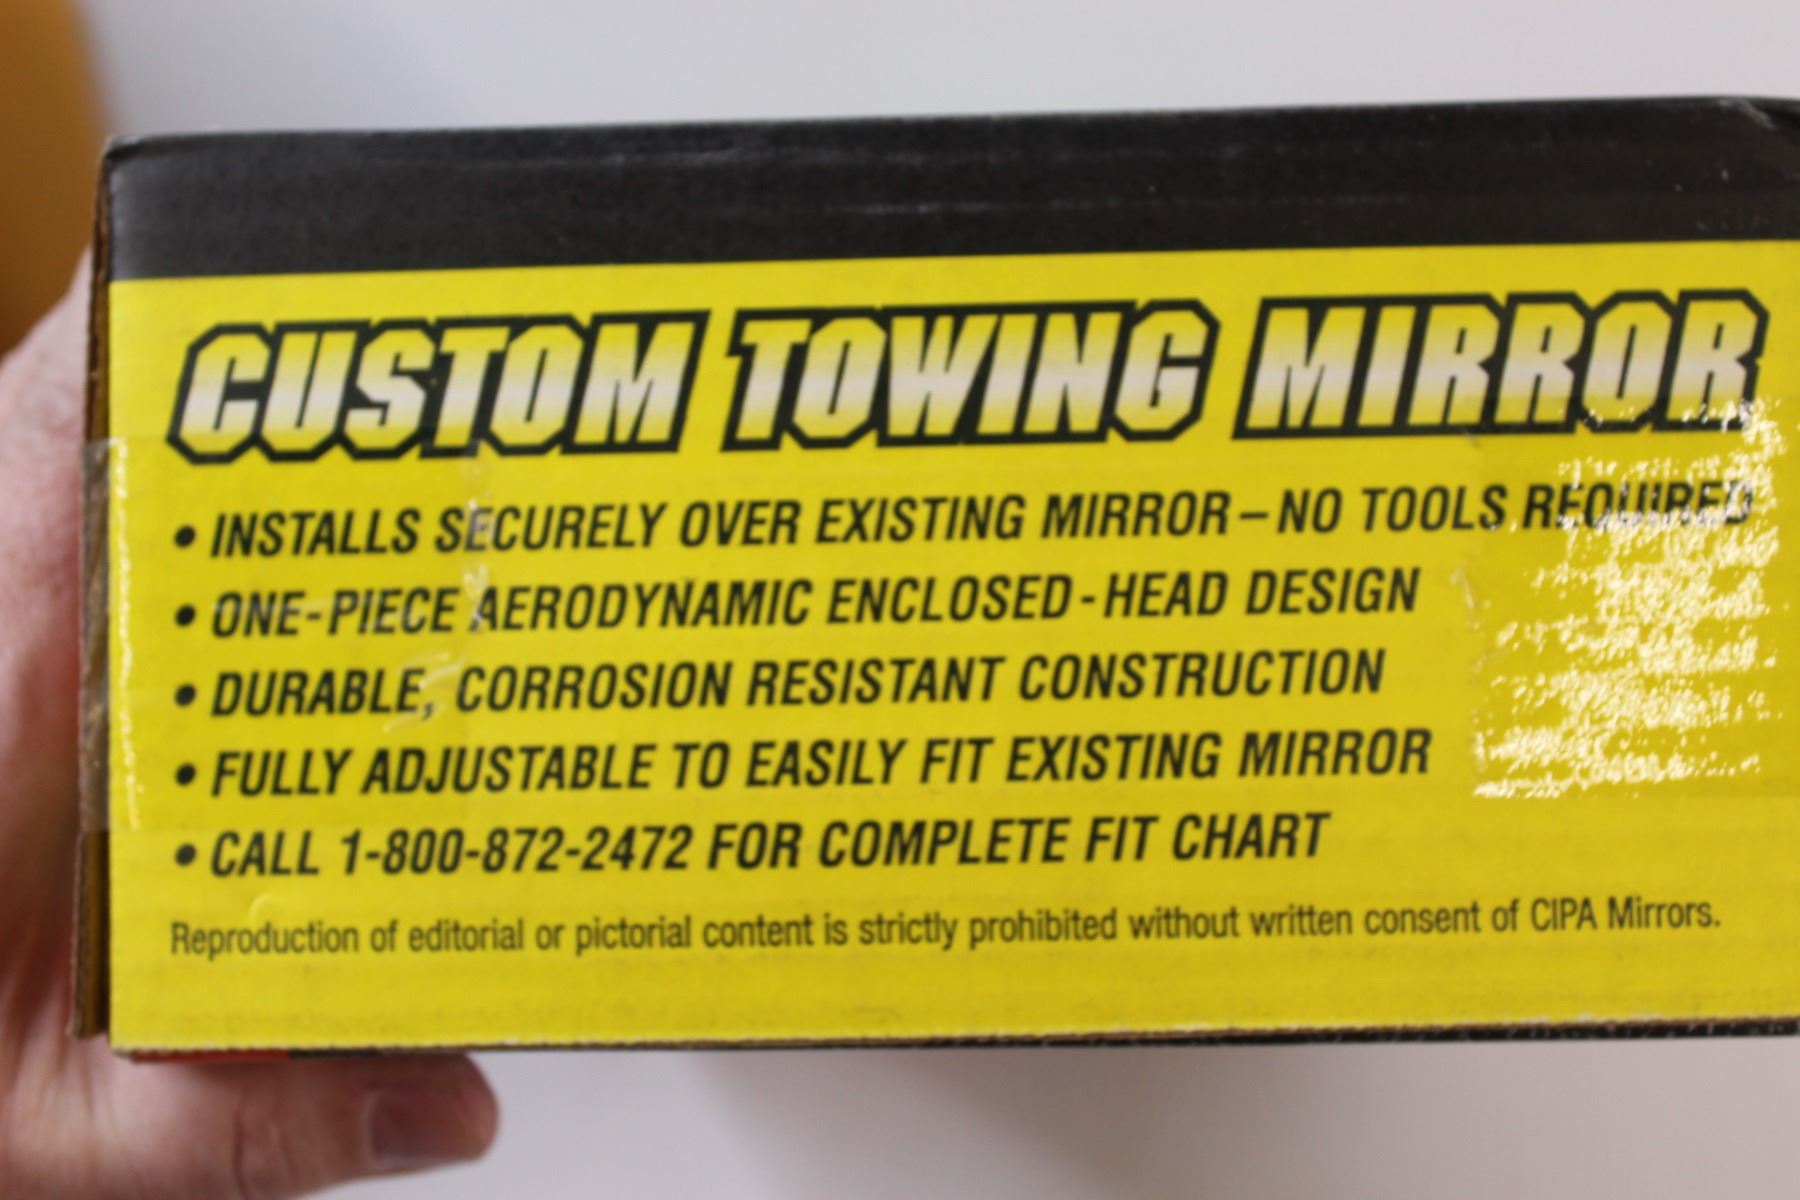 CUSTOM TOWING MIRROR
• INSTALLS SECURELY OVER EXISTING MIRROR – NO TOOLS REQUIRED
• ONE-PIECE AERODYNAMIC ENCLOSED-HEAD DESIGN
• DURABLE, CORROSION RESISTANT CONSTRUCTION
• FULLY ADJUSTABLE TO EASILY FIT EXISTING MIRROR
• CALL 1-800-872-2472 FOR COMPLETE FIT CHART
Reproduction of editorial or pictorial content is strictly prohibited without written consent of CIPA Mirrors.